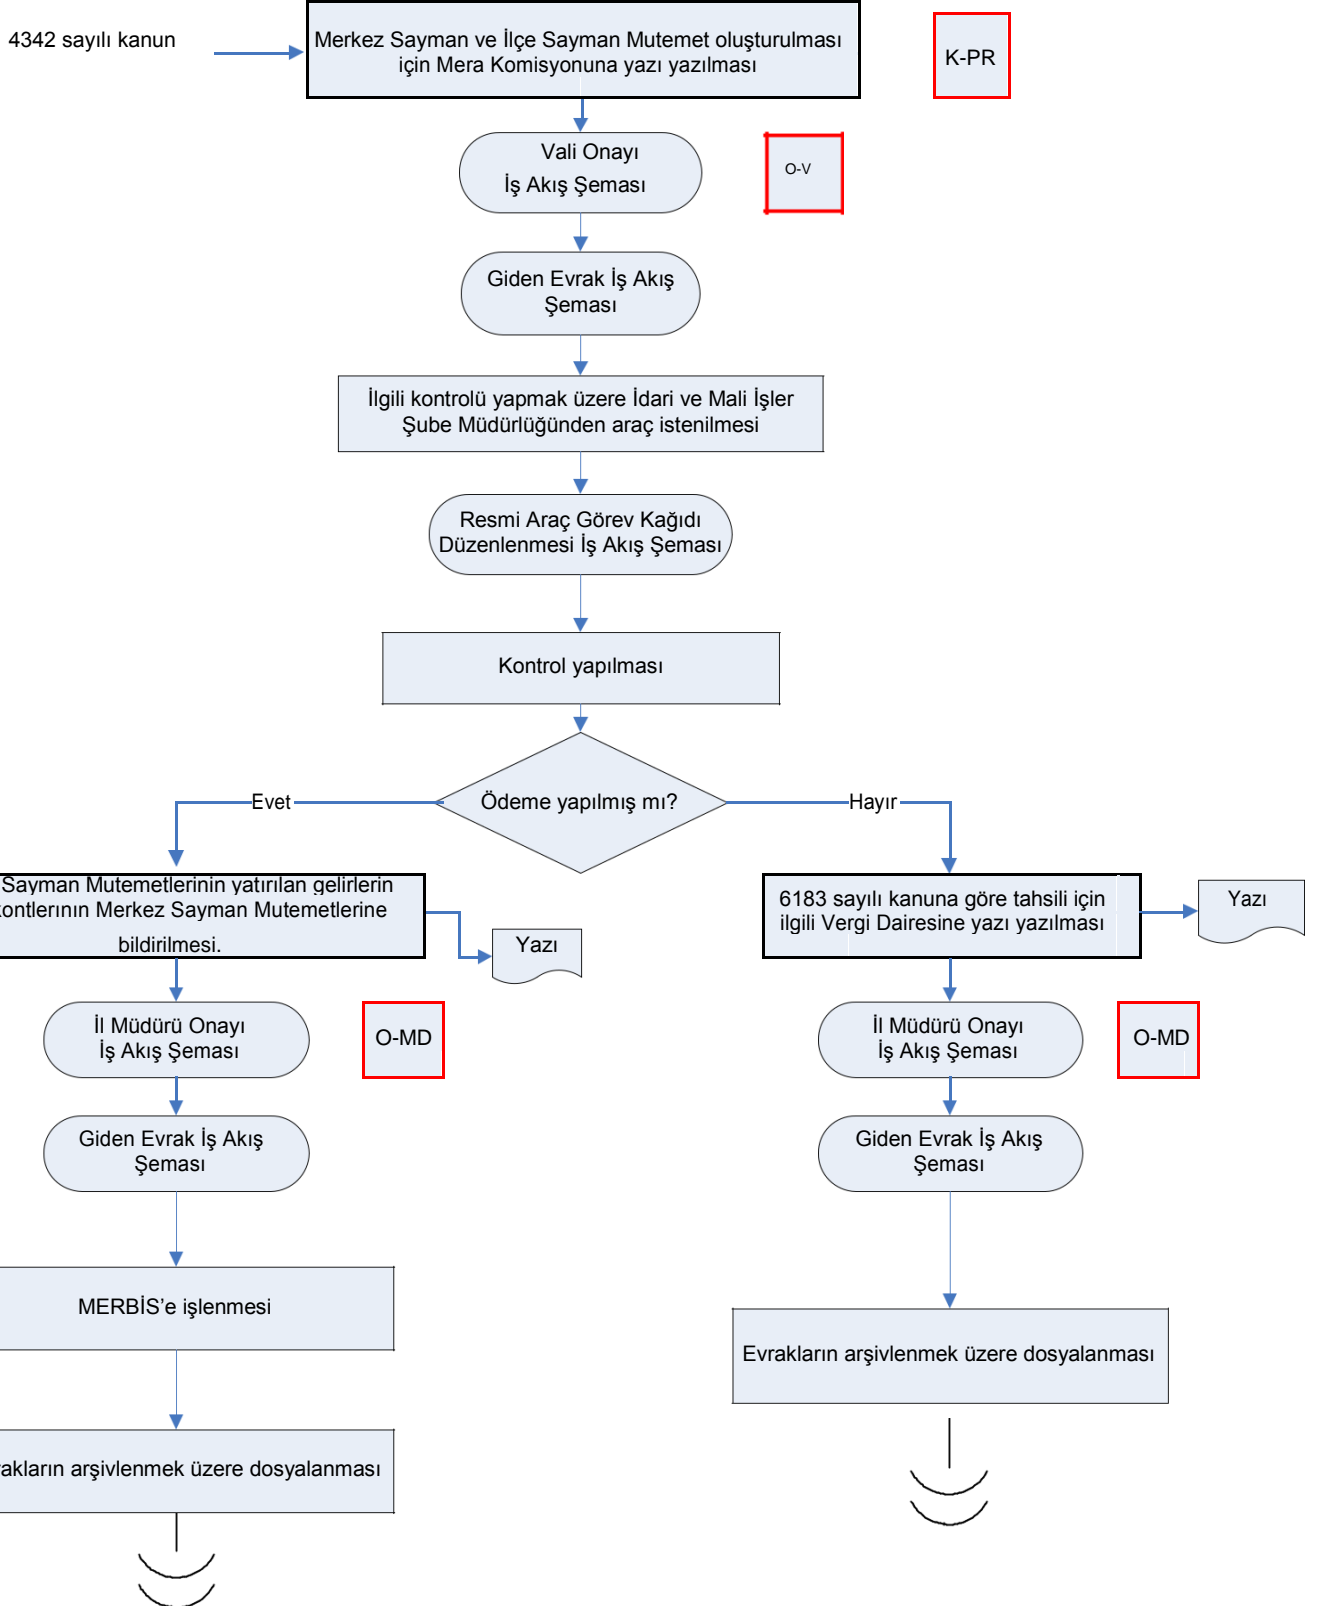 4342 sayılı kanun
Merkez Sayman ve İlçe Sayman Mutemet oluşturulması
için Mera Komisyonuna yazı yazılması
K-PR
Vali Onayı
İş Akış Şeması
O-V
Giden Evrak İş Akış
Şeması
İlgili kontrolü yapmak üzere İdari ve Mali İşler
Şube Müdürlüğünden araç istenilmesi
Resmi Araç Görev Kağıdı
Düzenlenmesi İş Akış Şeması
Kontrol yapılması
Ödeme yapılmış mı?
Evet
Hayır
Sayman Mutemetlerinin yatırılan gelirlerin
kontlerının Merkez Sayman Mutemetlerine
bildirilmesi.
Yazı
6183 sayılı kanuna göre tahsili için
ilgili Vergi Dairesine yazı yazılması
Yazı
İl Müdürü Onayı
İş Akış Şeması
O-MD
İl Müdürü Onayı
İş Akış Şeması
O-MD
Giden Evrak İş Akış
Şeması
Giden Evrak İş Akış
Şeması
MERBİS’e işlenmesi
Evrakların arşivlenmek üzere dosyalanması
rakların arşivlenmek üzere dosyalanması